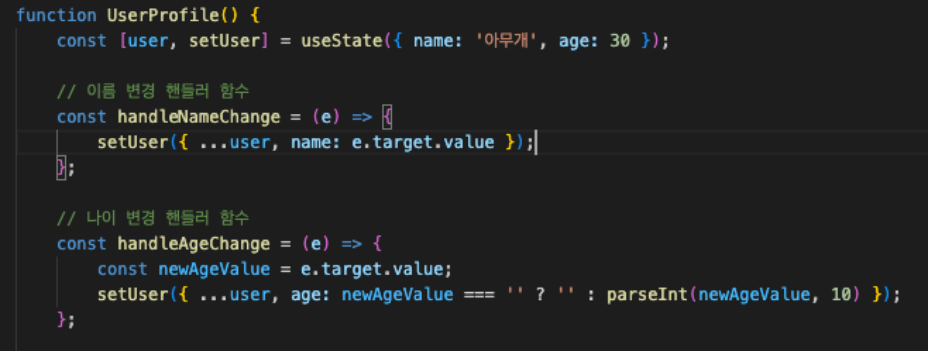 function UserProfile() {
const [user, setUser] = useState({ name: '아무개', age: 30 });
// 이름 변경 핸들러 함수
const handleNameChange = (e) => {
setUser({ ...user, name: e.target.value });
};
// 나이 변경 핸들러 함수
const handleAgeChange = (e) => {
const newAgeValue = e.target.value;
setUser({ ...user, age: newAgeValue === '' ? '' : parseInt(newAgeValue, 10) });
};